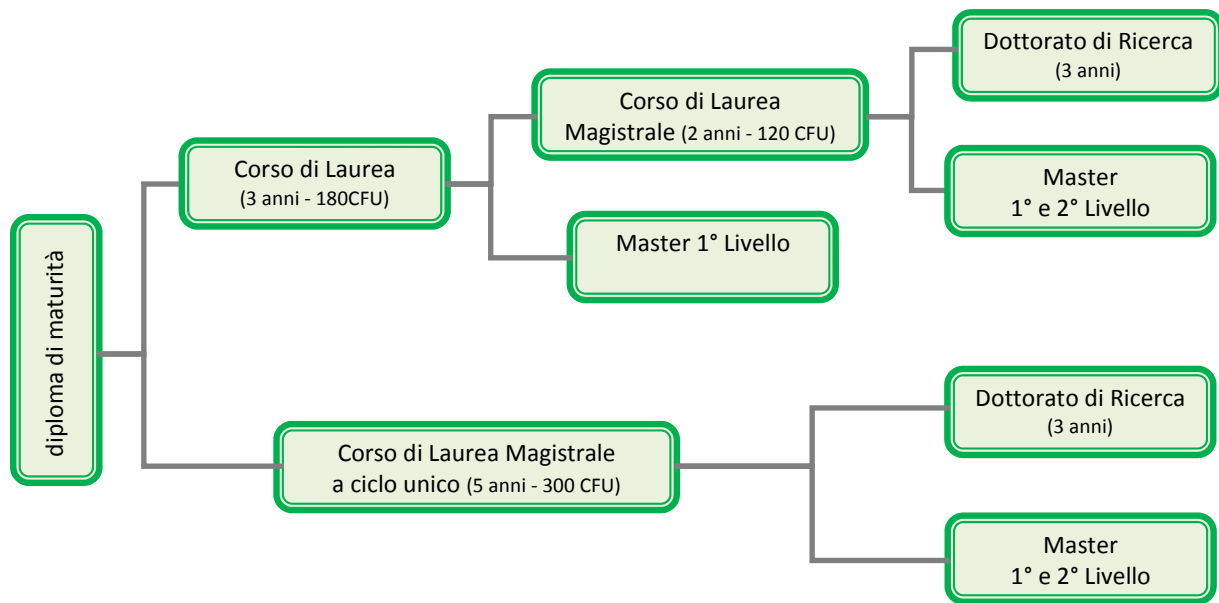 diploma di maturità
Corso di Laurea
(3 anni - 180CFU)
Corso di Laurea
Magistrale (2 anni - 120 CFU)
Dottorato di Ricerca
(3 anni)
Master
1° e 2° Livello
Master 1° Livello
Corso di Laurea Magistrale
a ciclo unico (5 anni - 300 CFU)
Dottorato di Ricerca
(3 anni)
Master
1° e 2° Livello